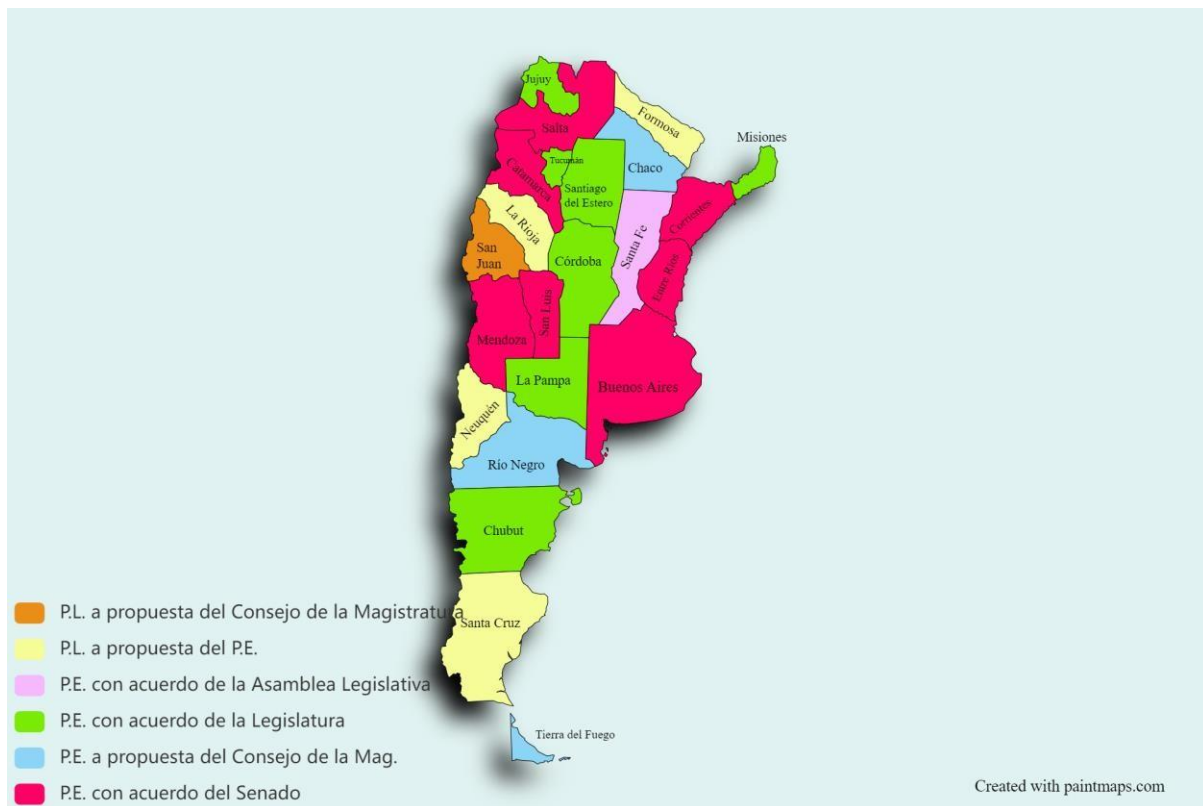 Jujuy
Salta
Formosa
Misiones
Tucumán
Chaco
Catamarca
Santiago
del Estero
Corrientes
La Rioja
Santa Fe
San
Juan
Córdoba
Entre Ríos
San Luis
Mendoza
La Pampa
Buenos Aires
Neuquén
Río Negro
Chubut
Santa Cruz
Tierra del Fuego
P.L. a propuesta del Consejo de la Magistratura
P.L. a propuesta del P.E.
P.E. con acuerdo de la Asamblea Legislativa
P.E. con acuerdo de la Legislatura
P.E. a propuesta del Consejo de la Mag.
P.E. con acuerdo del Senado
Created with paintmaps.com